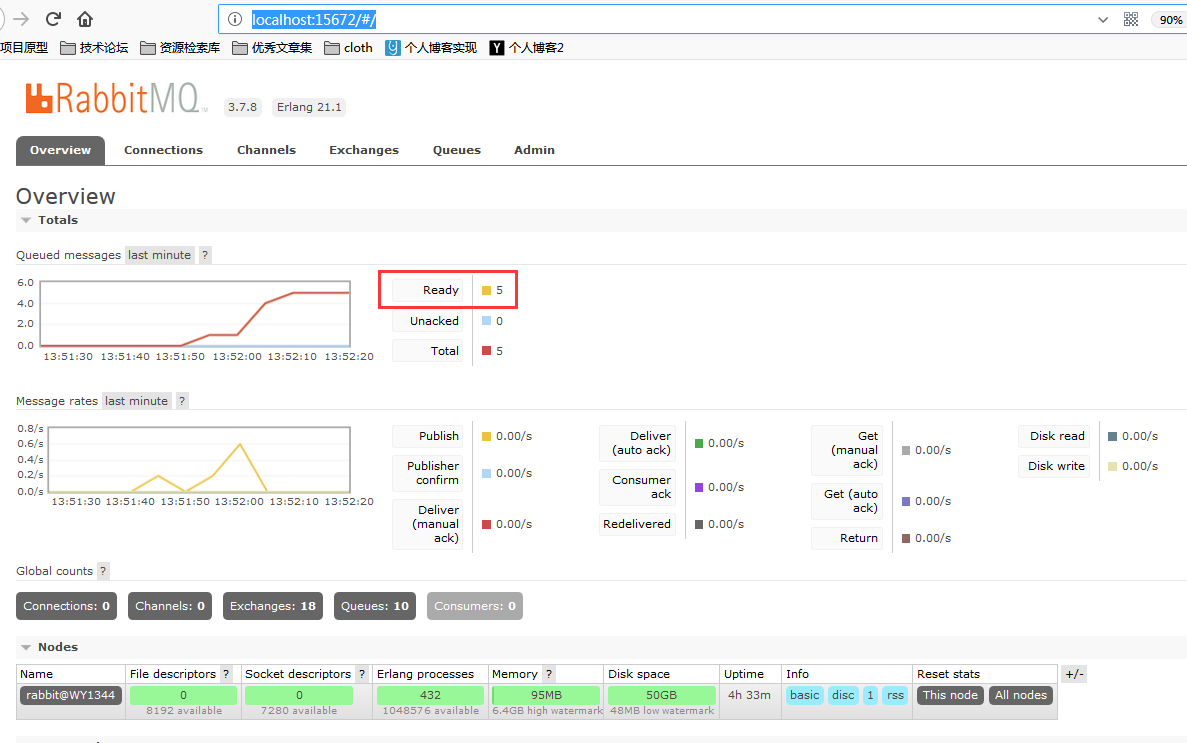 localhost:15672/#/
90%
项目原型 技术论坛 资源检索库 优秀文章集 cloth 个人博客实现 Y 个人博客2
RabbitMQ 3.7.8 Erlang 21.1
Overview Connections Channels Exchanges Queues Admin
Overview
Totals
Queued messages last minute ?
6.0
4.0
2.0
0.0
13:51:30 13:51:40 13:51:50 13:52:00 13:52:10 13:52:20
Ready 5
Unacked 0
Total 5
Message rates last minute ?
0.8/s
0.6/s
0.4/s
0.2/s
0.0/s
13:51:30 13:51:40 13:51:50 13:52:00 13:52:10 13:52:20
Publish 0.00/s
Publisher
confirm 0.00/s
Deliver
(manual
ack) 0.00/s
Deliver
(auto ack) 0.00/s
Consumer
ack 0.00/s
Redelivered 0.00/s
Get
(manual
ack) 0.00/s
Get (auto
ack) 0.00/s
Return 0.00/s
Disk read 0.00/s
Disk write 0.00/s
Global counts ?
Connections: 0 Channels: 0 Exchanges: 18 Queues: 10 Consumers: 0
Nodes
Name File descriptors ? Socket descriptors ? Erlang processes Memory ? Disk space Uptime Info Reset stats +/-
rabbit@WY1344 0 0 432 95MB 50GB 4h 33m basic disc 1 rss This node All nodes
8192 available 7280 available 1048576 available 6.4GB high watermark 48MB low watermark